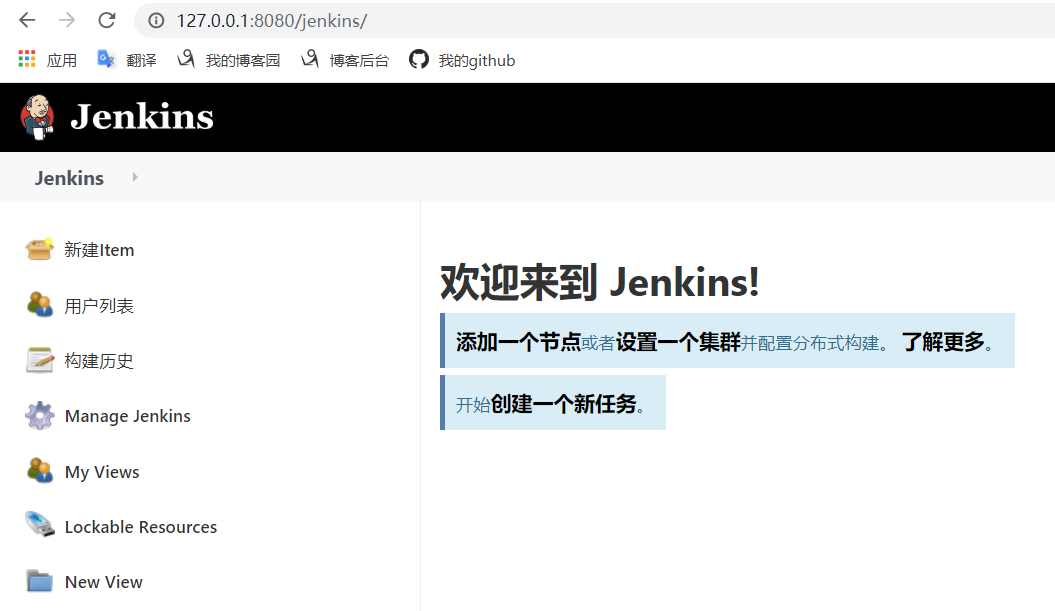 127.0.0.1:8080/jenkins/
应用 翻译 我的博客园 博客后台 我的github
Jenkins
Jenkins
新建Item
用户列表
构建历史
Manage Jenkins
My Views
Lockable Resources
New View
欢迎来到 Jenkins!
添加一个节点或者设置一个集群并配置分布式构建。 了解更多。
开始创建一个新任务。